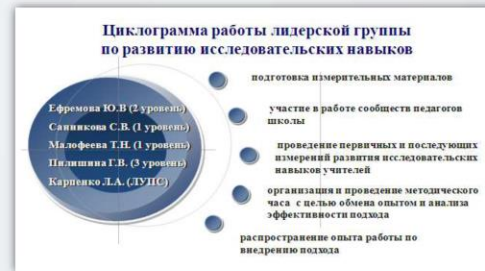 Циклограмма работы лидерской группы
по развитию исследовательских навыков
Ефремова Ю.В (2 уровень)
Санникова С.В. (1 уровень)
Малофеева Т.Н. (1 уровень)
Пилишина Г.В. (3 уровень)
Карпенко Л.А. (ЛУПС)
подготовка измерительных материалов
участие в работе сообществ педагогов
школы
проведение первичных и последующих
измерений развития исследовательских
навыков учителей
организация и проведение методического
часа с целью обмена опытом и анализа
эффективности подхода
распространение опыта работы по
внедрению подхода